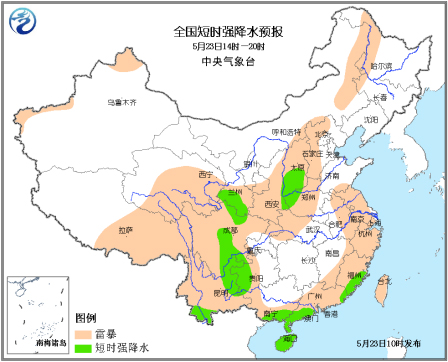 全国短时强降水预报
5月23日14时—20时
中央气象台
哈尔滨
长春
乌鲁木齐
沈阳
呼和浩特
北京
天津
石家庄
银川
太原
济南
西宁
兰州
郑州
西安
南京
合肥
上海
拉萨
武汉
杭州
成都
重庆
南昌
长沙
贵阳
福州
昆明
台北
广州
南宁
香港
澳门
海口
南海诸岛
图例
雷暴
短时强降水
5月23日10时发布